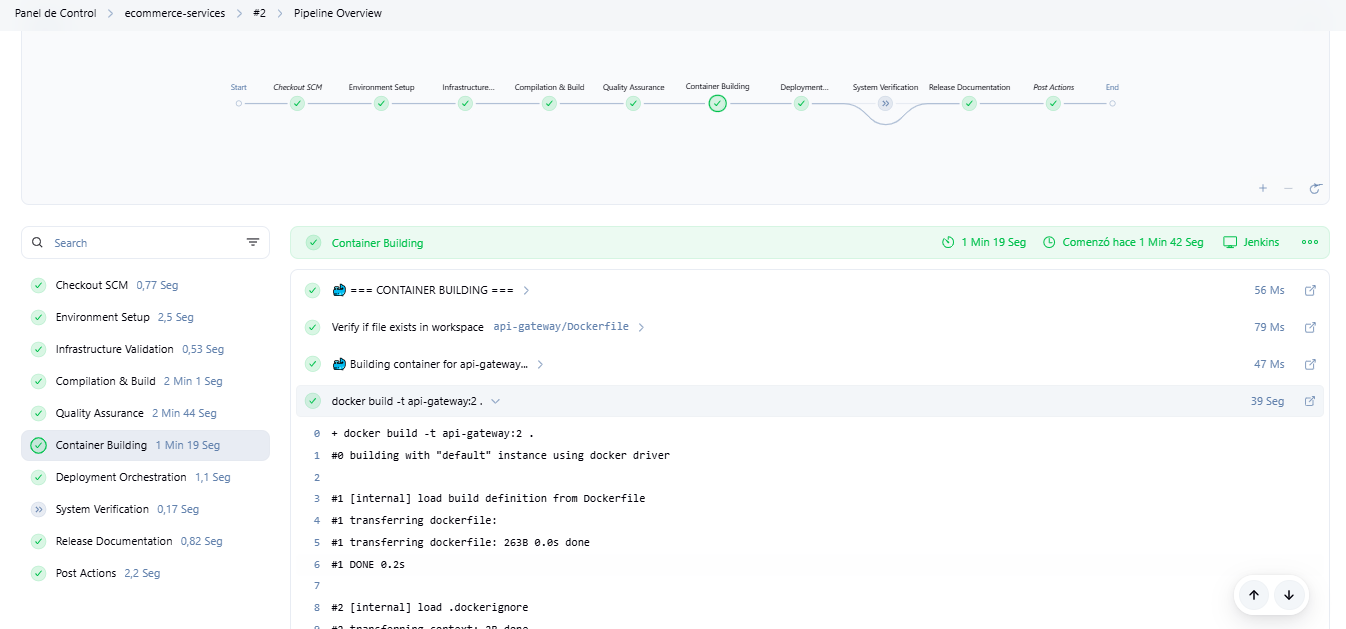 Panel de Control > ecommerce-services > #2 > Pipeline Overview
Start Checkout SCM Environment Setup Infrastructure... Compilation & Build Quality Assurance Container Building Deployment... System Verification Release Documentation Post Actions End
Search
Checkout SCM 0,77 Seg
Environment Setup 2,5 Seg
Infrastructure Validation 0,53 Seg
Compilation & Build 2 Min 1 Seg
Quality Assurance 2 Min 44 Seg
Container Building 1 Min 19 Seg
Deployment Orchestration 1,1 Seg
System Verification 0,17 Seg
Release Documentation 0,82 Seg
Post Actions 2,2 Seg
Container Building 1 Min 19 Seg Comenzó hace 1 Min 42 Seg Jenkins
=== CONTAINER BUILDING === 56 Ms
Verify if file exists in workspace api-gateway/Dockerfile 79 Ms
Building container for api-gateway... 47 Ms
docker build -t api-gateway:2 . 39 Seg
0 + docker build -t api-gateway:2 .
1 #0 building with "default" instance using docker driver
2
3 #1 [internal] load build definition from Dockerfile
4 #1 transferring dockerfile:
5 #1 transferring dockerfile: 263B 0.0s done
6 #1 DONE 0.2s
7
8 #2 [internal] load .dockerignore
9 #2 transferring context: 2B done